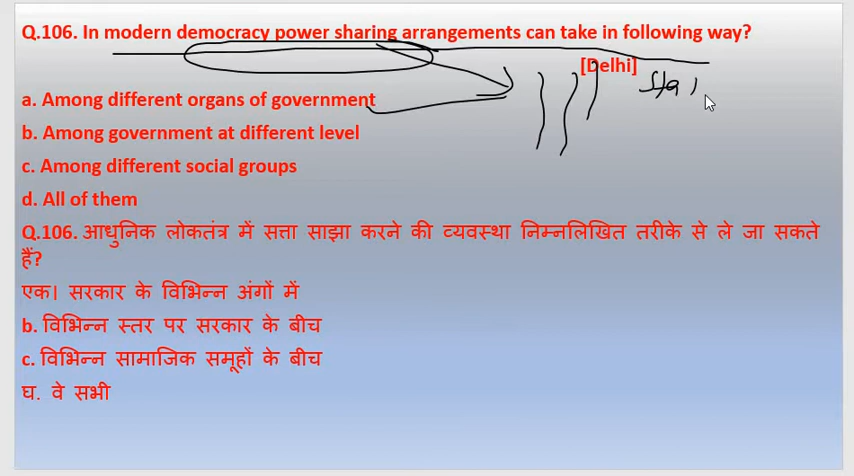 Q.106. In modern democracy power sharing arrangements can take in following way?
[Delhi]
a. Among different organs of government
b. Among government at different level
c. Among different social groups
d. All of them
Q.106. आधुनिक लोकतंत्र में सत्ता साझा करने की व्यवस्था निम्नलिखित तरीके से ले जा सकते
हैं?
एक। सरकार के विभिन्न अंगों में
b. विभिन्न स्तर पर सरकार के बीच
c. विभिन्न सामाजिक समूहों के बीच
घ. वे सभी